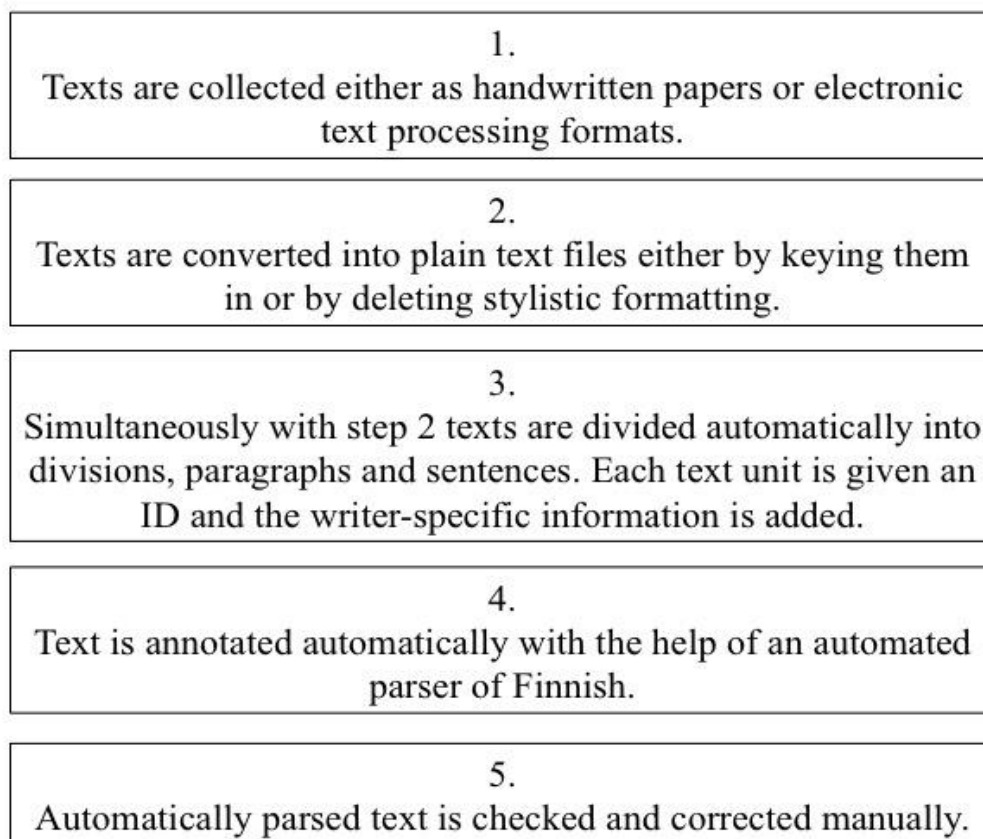 1.
Texts are collected either as handwritten papers or electronic
text processing formats.
2.
Texts are converted into plain text files either by keying them
in or by deleting stylistic formatting.
3.
Simultaneously with step 2 texts are divided automatically into
divisions, paragraphs and sentences. Each text unit is given an
ID and the writer-specific information is added.
4.
Text is annotated automatically with the help of an automated
parser of Finnish.
5.
Automatically parsed text is checked and corrected manually.